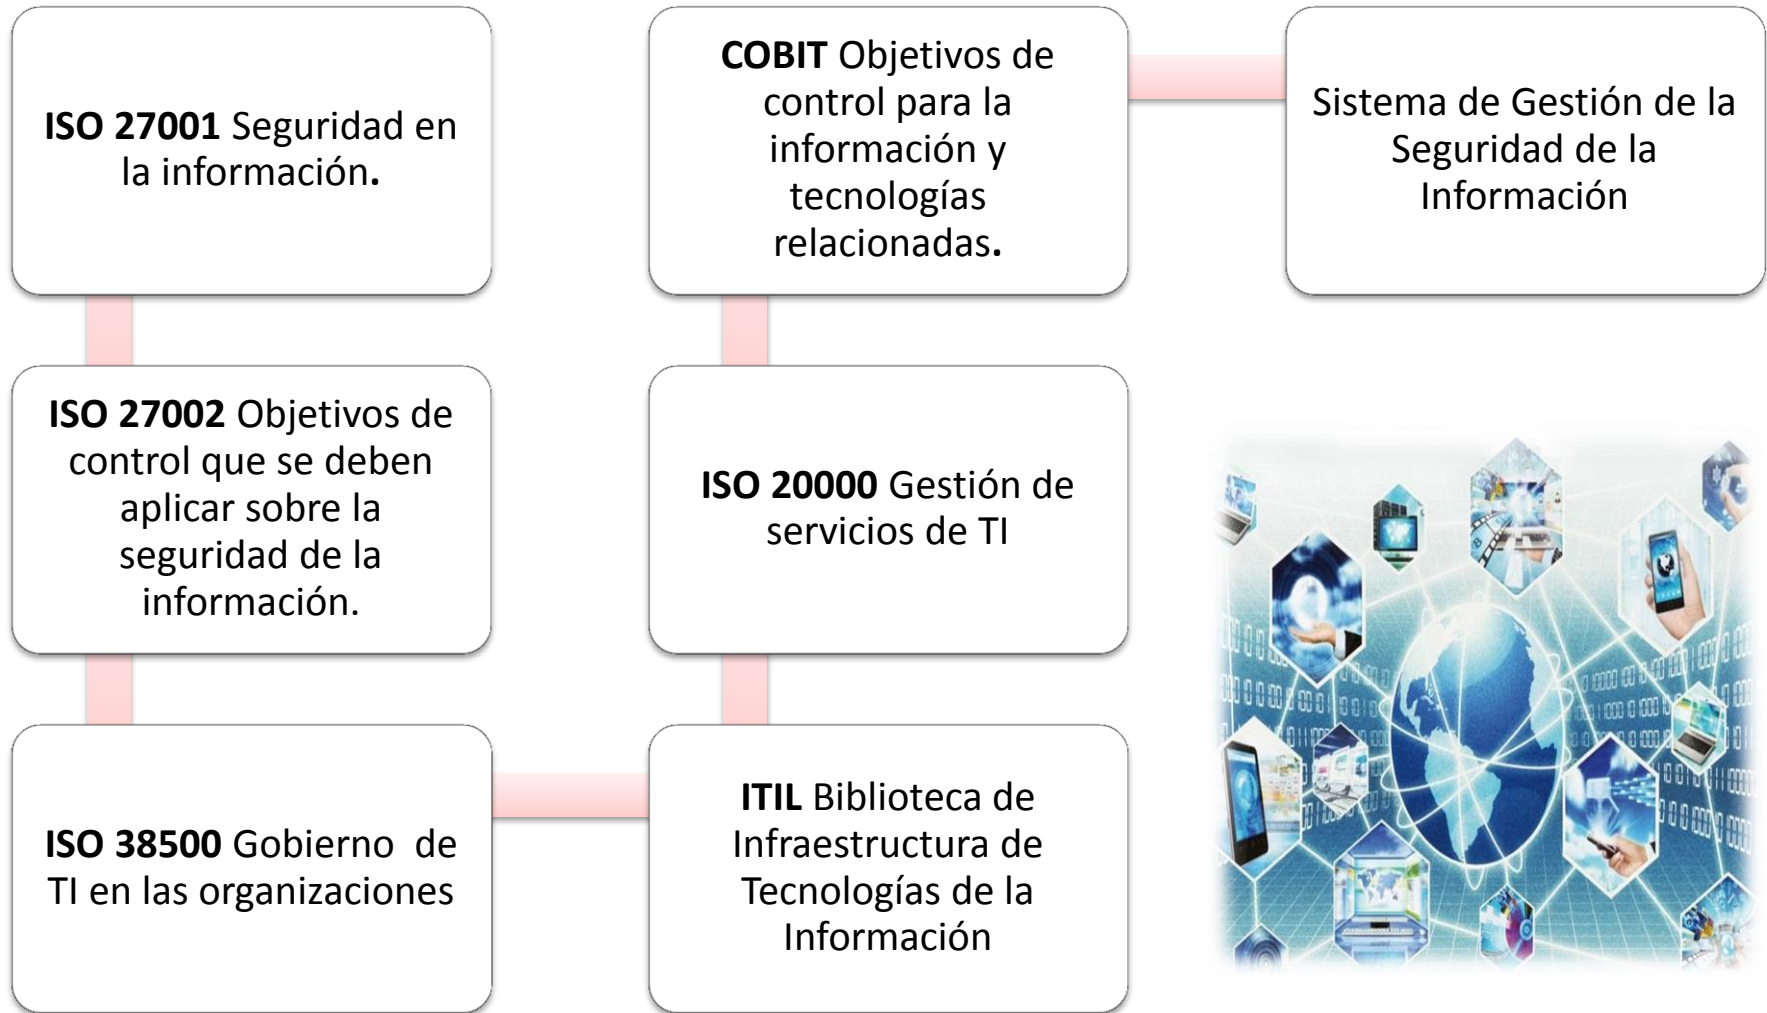 ISO 27001 Seguridad en
la información.
ISO 27002 Objetivos de
control que se deben
aplicar sobre la
seguridad de la
información.
ISO 38500 Gobierno  de
TI en las organizaciones
ITIL Biblioteca de
Infraestructura de
Tecnologías de la
Información
ISO 20000 Gestión de
servicios de TI
COBIT Objetivos de
control para la
información y
tecnologías
relacionadas.
Sistema de Gestión de la
Seguridad de la
Información